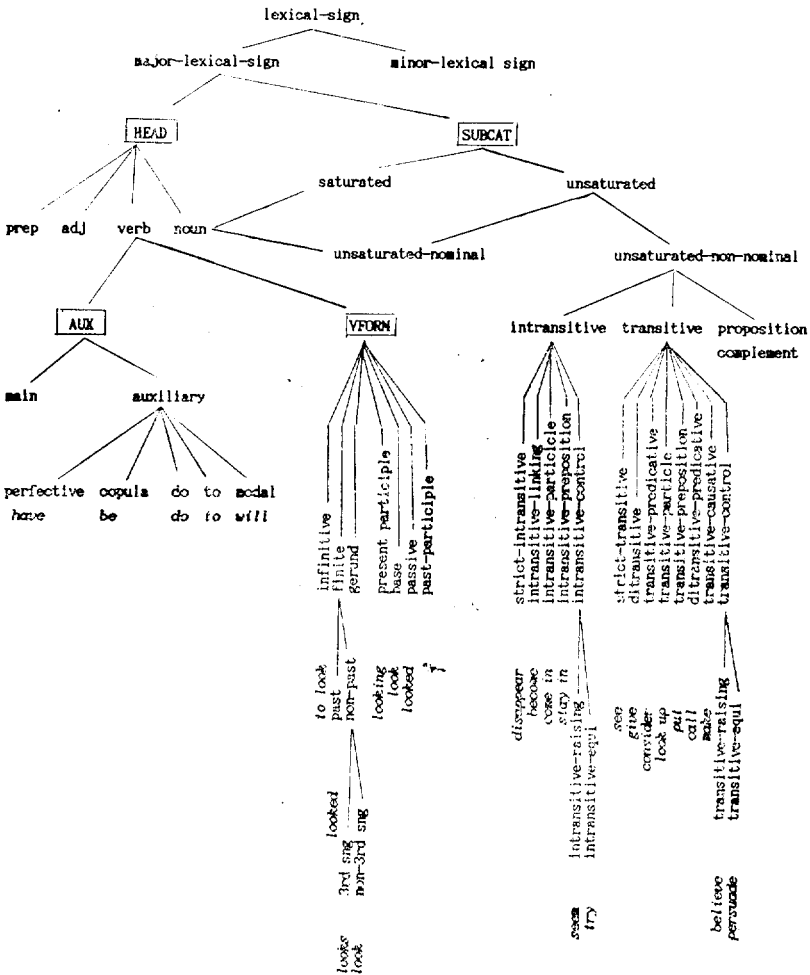 lexical-sign
major-lexical-sign minor-lexical sign
HEAD SUBCAT
saturated unsaturated
prep adj verb noun
unsaturated-nominal unsaturated-non-nominal
AUX VFORM intransitive transitive proposition
complement
main auxiliary
perfective copula do to modal
have be do to will
infinitive
finite
gerund
present participle
base
passive
past-participle
strict-intransitive
intransitive-linking
intransitive-particicle
intransitive-preposition
intransitive-control
strict-transitive
ditransitive
transitive-predicative
transitive-particle
transitive-preposition
ditransitive-predicative
transitive-causative
transitive-control
to look
past
non-past
looking
look
looked
disappear
become
come in
stay in
intransitive-raising
intransitive-equi
see
give
consider
look up
put
call
make
transitive-raising
transitive-equi
looked
3rd sng
non-3rd sng
seem
try
believe
persuade
looks
look